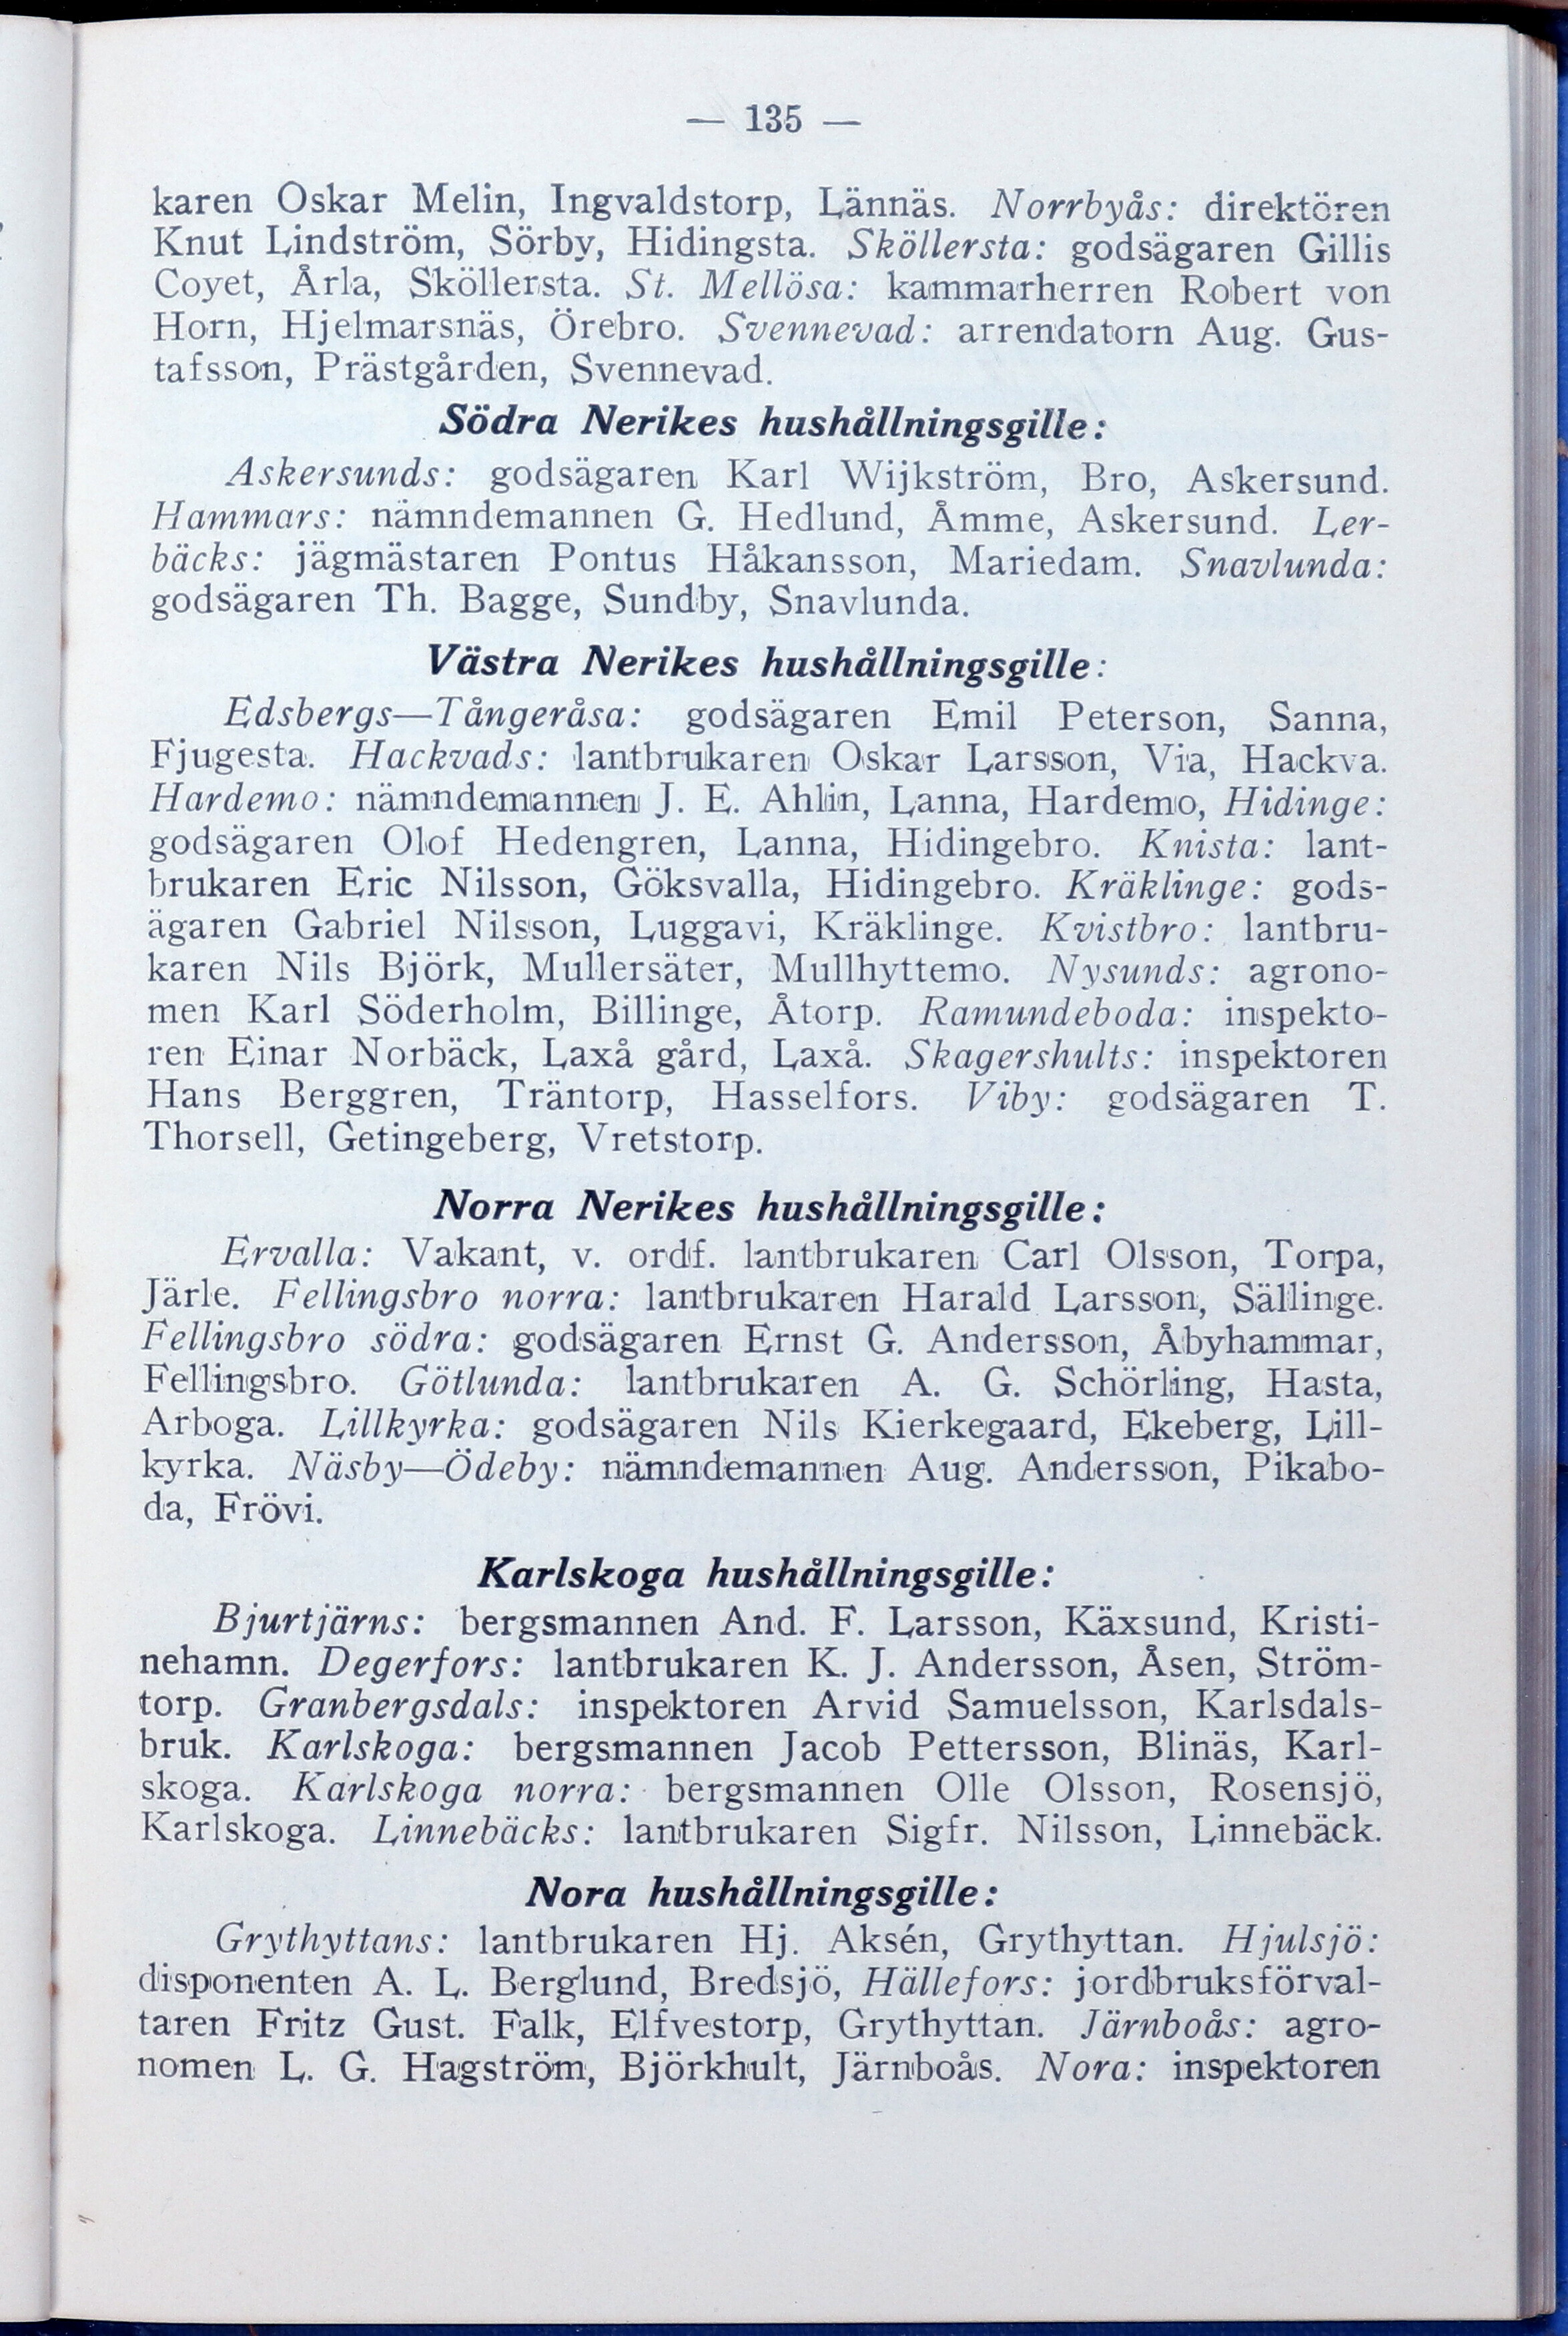 — 135 —
karen Oskar Melin, Ingvaldstorp, Lännäs. Norrbyås: direktören
Knut Lindström, Sörby, Hidingsta. Sköllersta: godsägaren Gillis
Coyet, Årla, Sköllersta. St. Mellösa: kammarherren Robert von
Horn, Hjelmarsnäs, Örebro. Svennevad: arrendatorn Aug. Gus-
tafsson, Prästgården, Svennevad.
Södra Nerikes hushållningsgille:
Askersunds: godsägaren Karl Wijkström, Bro, Askersund.
Hammars: nämndemannen G. Hedlund, Åmme, Askersund. Ler-
bäcks: jägmästaren Pontus Håkansson, Mariedam. Snavlunda:
godsägaren Th. Bagge, Sundby, Snavlunda.
Västra Nerikes hushållningsgille:
Edsbergs—Tångeråsa: godsägaren Emil Peterson, Sanna,
Fjugesta. Hackvads: lantbrukaren Oskar Larsson, Via, Hackva.
Hardemo: nämndemannen J. E. Ahlin, Lanna, Hardemo, Hidinge:
godsägaren Olof Hedengren, Lanna, Hidingebro. Knista: lant-
brukaren Eric Nilsson, Göksvalla, Hidingebro. Kräklinge: gods-
ägaren Gabriel Nilsson, Luggavi, Kräklinge. Kvistbro: lantbru-
karen Nils Björk, Mullersäter, Mullhyttemo. Nysunds: agrono-
men Karl Söderholm, Billinge, Åtorp. Ramundeboda: inspekto-
ren Einar Norbäck, Laxå gård, Laxå. Skagershults: inspektoren
Hans Berggren, Träntorp, Hasselfors. Viby: godsägaren T.
Thorsell, Getingeberg, Vretstorp.
Norra Nerikes hushållningsgille:
Ervalla: Vakant, v. ordf. lantbrukaren Carl Olsson, Torpa,
Järle. Fellingsbro norra: lantbrukaren Harald Larsson, Sällinge.
Fellingsbro södra: godsägaren Ernst G. Andersson, Åbyhammar,
Fellingsbro. Götlunda: lantbrukaren A. G. Schörling, Hasta,
Arboga. Lillkyrka: godsägaren Nils Kierkegaard, Ekeberg, Lill-
kyrka. Näsby—Ödeby: nämndemannen Aug. Andersson, Pikabo-
da, Frövi.
Karlskoga hushållningsgille:
Bjurtjärns: bergsmannen And. F. Larsson, Käxsund, Kristi-
nehamn. Degerfors: lantbrukaren K. J. Andersson, Åsen, Ström-
torp. Granbergsdals: inspektoren Arvid Samuelsson, Karlsdals-
bruk. Karlskoga: bergsmannen Jacob Pettersson, Blinäs, Karl-
skoga. Karlskoga norra: bergsmannen Olle Olsson, Rosensjö,
Karlskoga. Linnebäcks: lantbrukaren Sigfr. Nilsson, Linnebäck.
Nora hushållningsgille:
Grythyttans: lantbrukaren Hj. Aksén, Grythyttan. Hjulsjö:
disponenten A. L. Berglund, Bredsjö, Hällefors: jordbruksförval-
taren Fritz Gust. Falk, Elfvestorp, Grythyttan. Järnboås: agro-
nomen L. G. Hagström, Björkhult, Järnboås. Nora: inspektoren